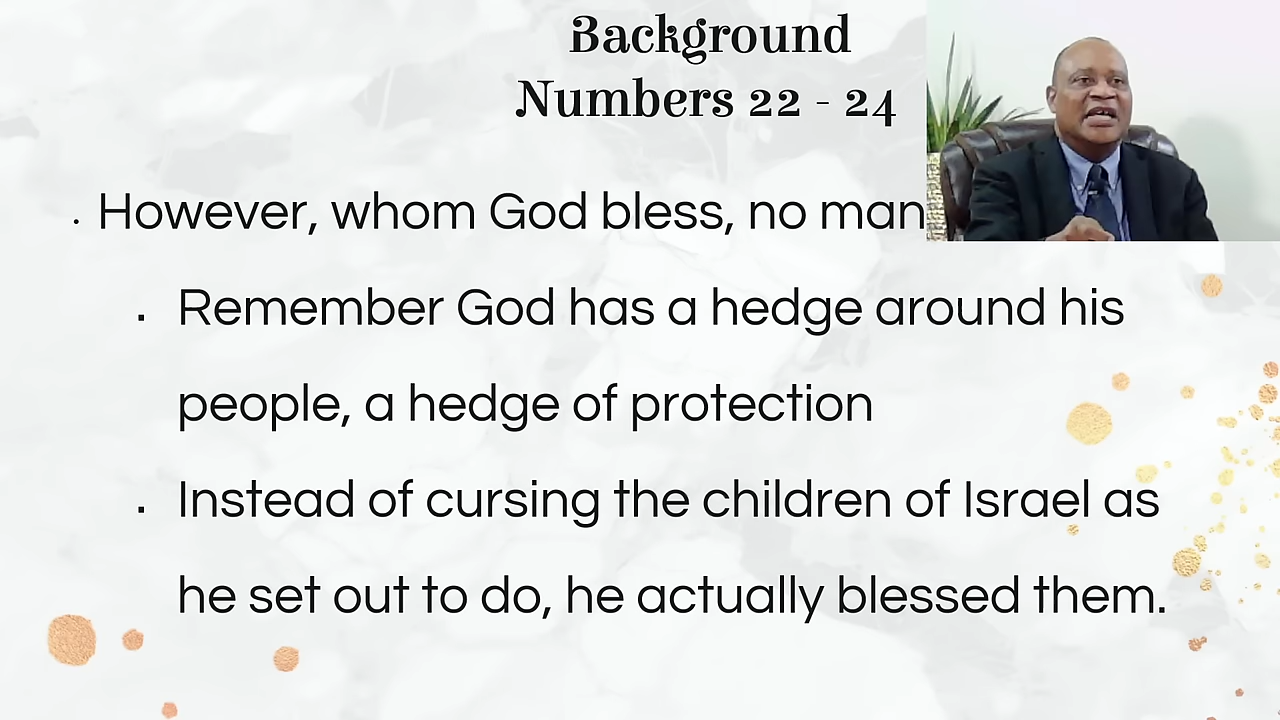 Background
Numbers 22 - 24
· However, whom God bless, no man
▪ Remember God has a hedge around his
people, a hedge of protection
▪ Instead of cursing the children of Israel as
he set out to do, he actually blessed them.